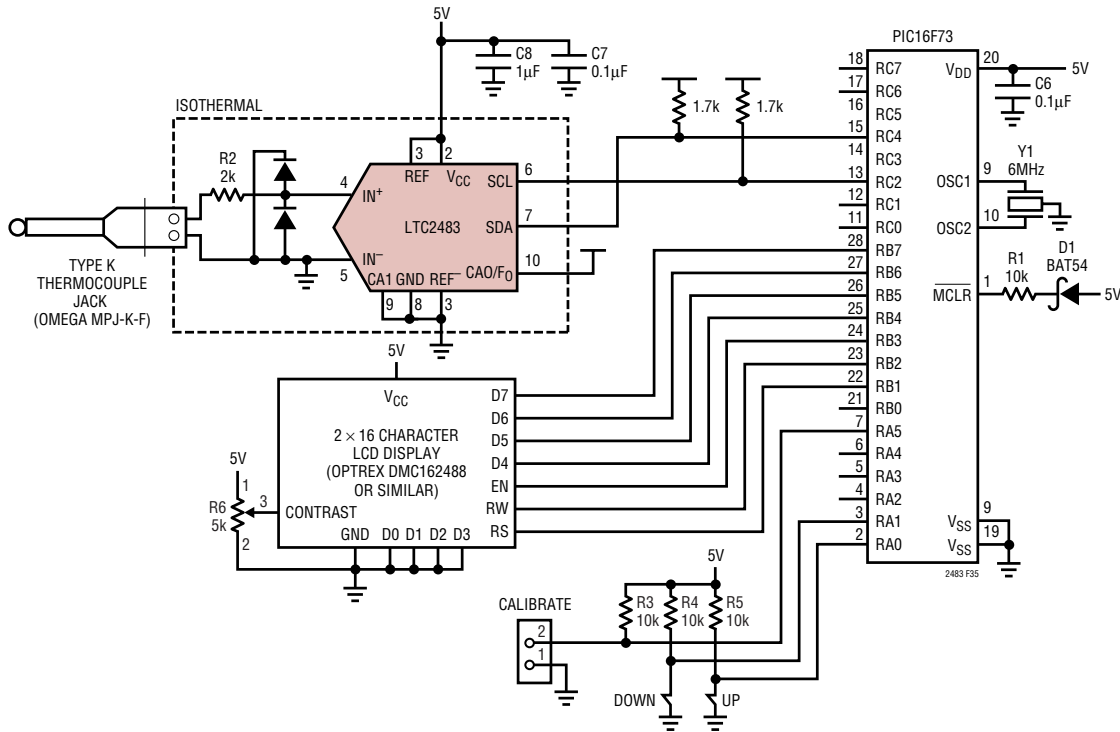 5V
C8
1µF
C7
0.1µF
ISOTHERMAL
R2
2k
3
2
REF
VCC
SCL
6
4
IN+
LTC2483
SDA
7
IN–
5
CA1
GND
REF–
CAO/FO
10
9
8
3
TYPE K
THERMOCOUPLE
JACK
(OMEGA MPJ-K-F)
1.7k
1.7k
PIC16F73
18
RC7
17
RC6
16
RC5
15
RC4
14
RC3
13
RC2
12
RC1
11
RC0
28
RB7
27
RB6
26
RB5
25
RB4
24
RB3
23
RB2
22
RB1
21
RB0
7
RA5
6
RA4
5
RA3
4
RA2
3
RA1
2
RA0
VDD
20
5V
C6
0.1µF
Y1
6MHz
9
OSC1
10
OSC2
R1
10k
D1
BAT54
MCLR
1
5V
VSS
9
VSS
19
2483 F35
5V
VCC
2 × 16 CHARACTER
LCD DISPLAY
(OPTREX DMC162488
OR SIMILAR)
D7
D6
D5
D4
EN
RW
RS
5V
1
R6
5k
3
2
CONTRAST
GND D0 D1 D2 D3
CALIBRATE
2
1
5V
R3
10k
R4
10k
R5
10k
DOWN
UP